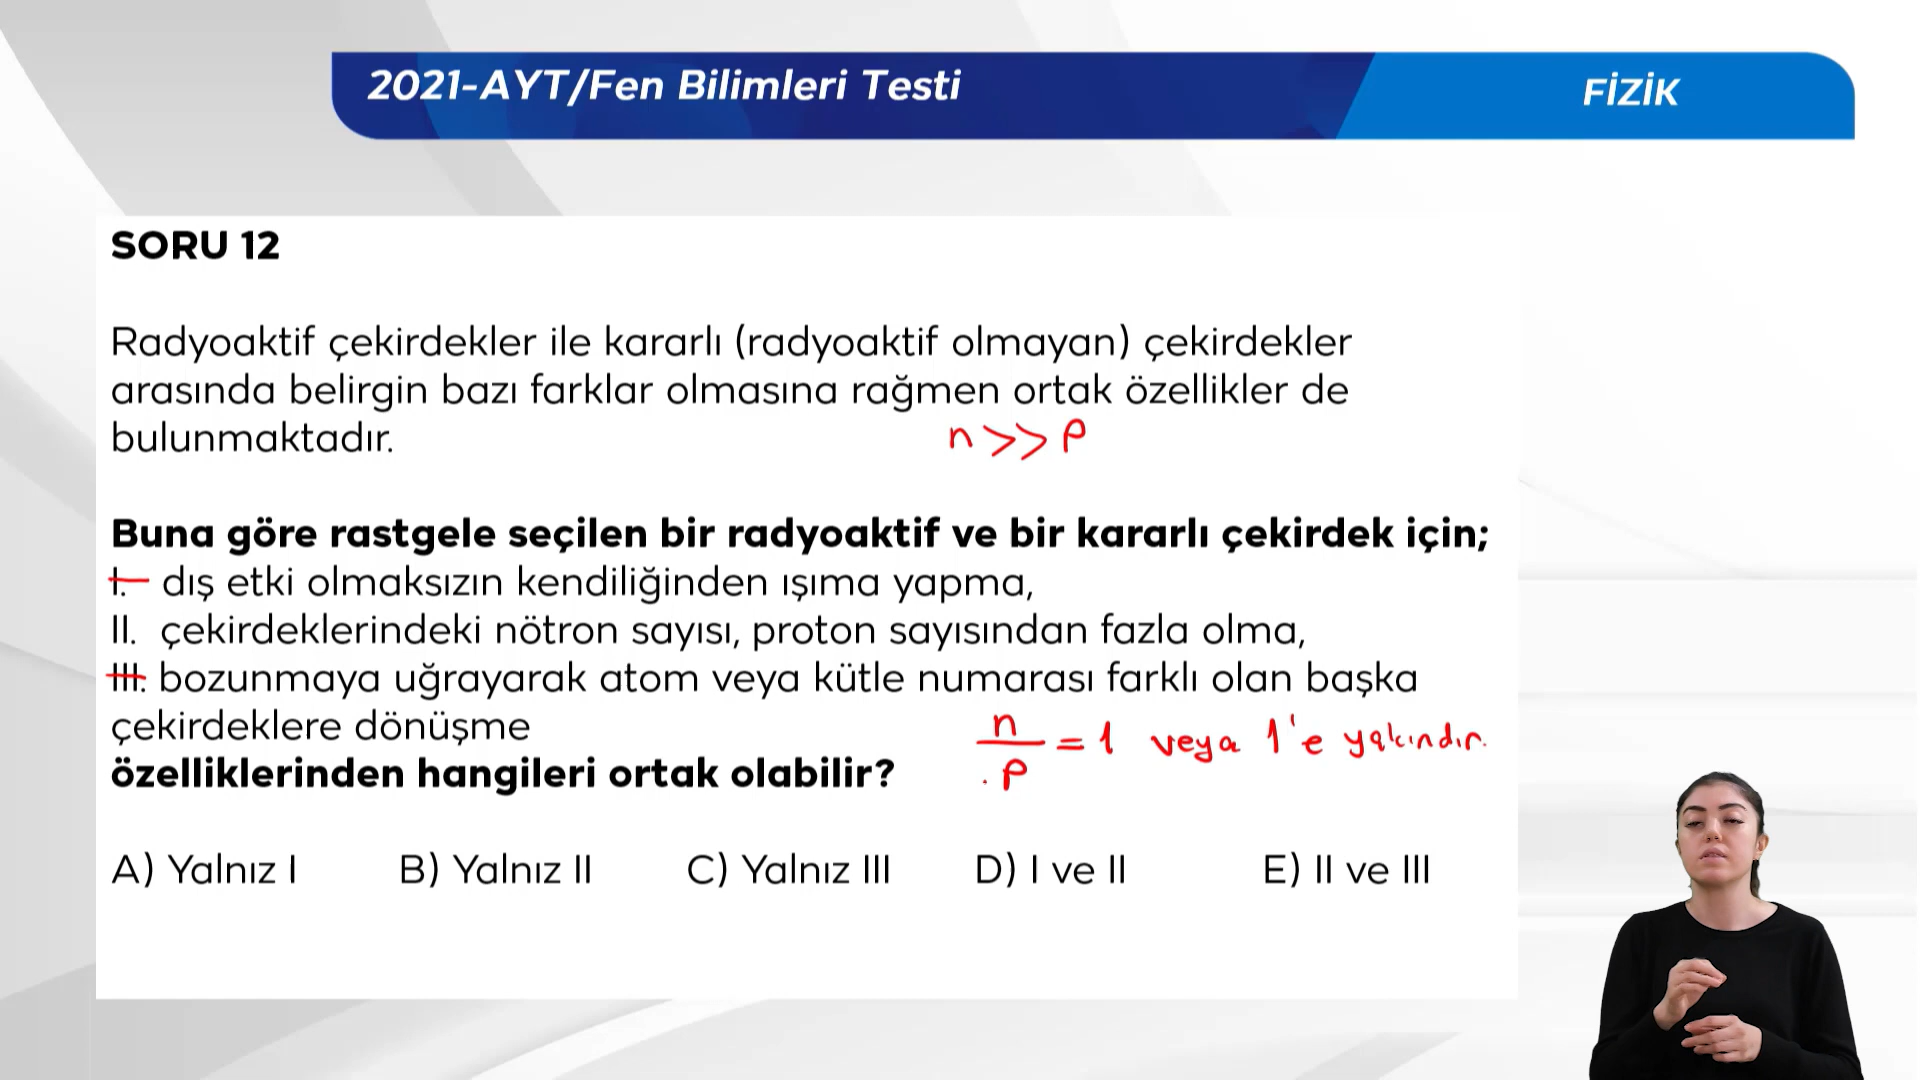 2021-AYT/Fen Bilimleri Testi
FİZİK
SORU 12
Radyoaktif çekirdekler ile kararlı (radyoaktif olmayan) çekirdekler
arasında belirgin bazı farklar olmasına rağmen ortak özellikler de
bulunmaktadır.
n >> p
Buna göre rastgele seçilen bir radyoaktif ve bir kararlı çekirdek için;
I. dış etki olmaksızın kendiliğinden ışıma yapma,
II. çekirdeklerindeki nötron sayısı, proton sayısından fazla olma,
III. bozunmaya uğrayarak atom veya kütle numarası farklı olan başka
çekirdeklere dönüşme
n/p = 1 veya 1'e yakındır.
özelliklerinden hangileri ortak olabilir?
A) Yalnız I B) Yalnız II C) Yalnız III D) I ve II E) II ve III